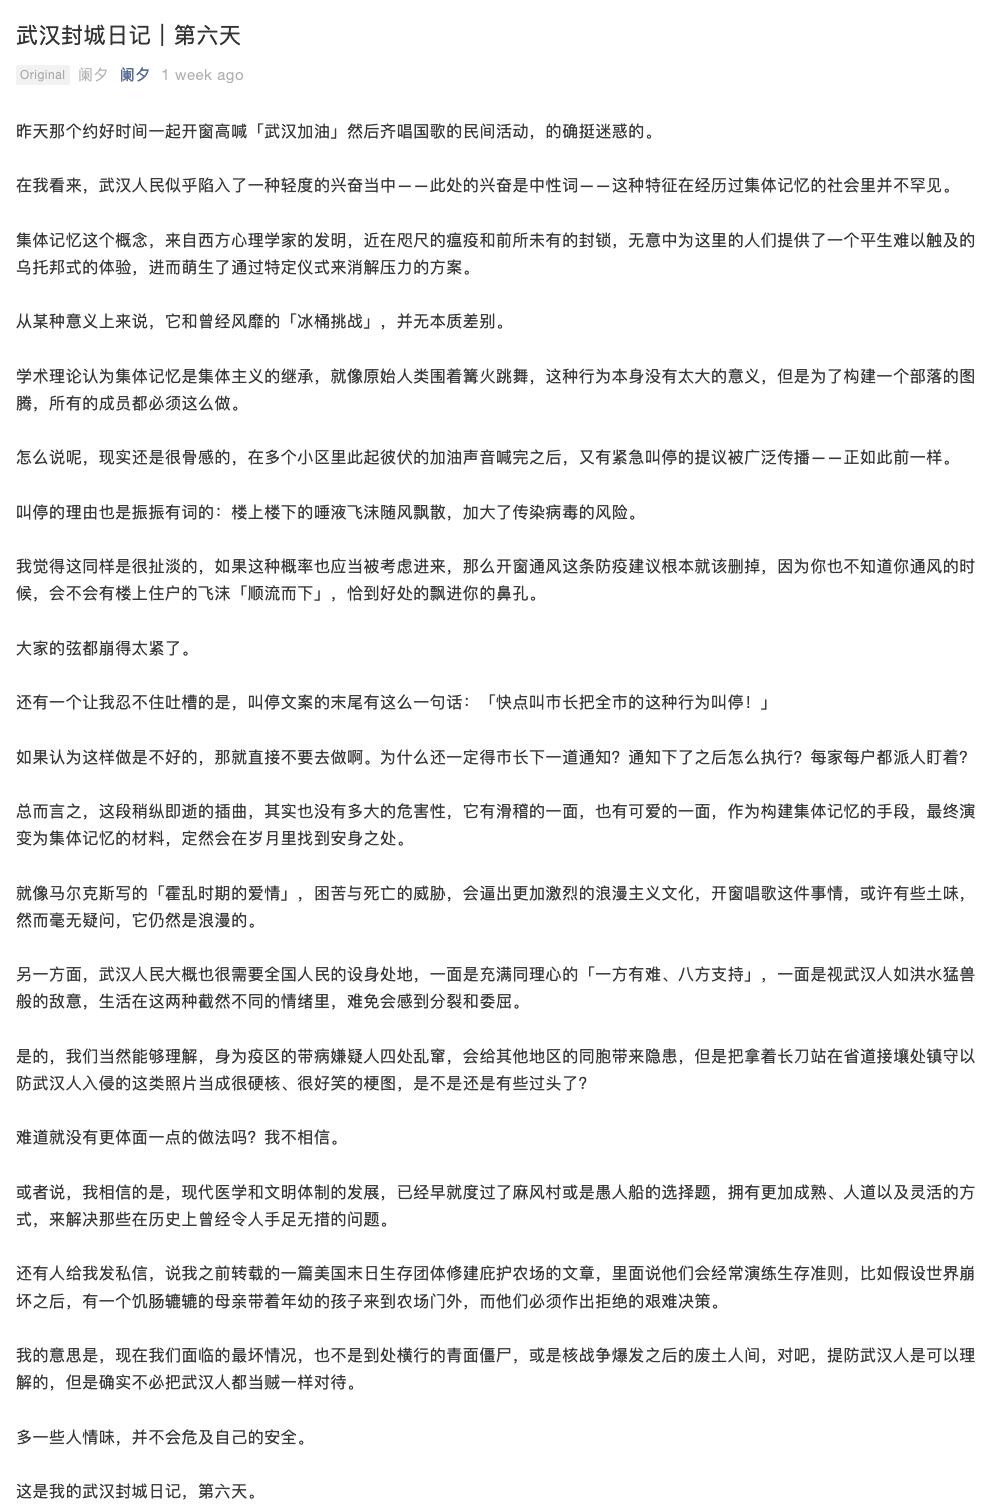 武汉封城日记｜第六天
Original 阑夕 阑夕 1 week ago
昨天那个约好时间一起开窗高喊「武汉加油」然后齐唱国歌的民间活动，的确挺迷惑的。
在我看来，武汉人民似乎陷入了一种轻度的兴奋当中——此处的兴奋是中性词——这种特征在经历过集体记忆的社会里并不罕见。
集体记忆这个概念，来自西方心理学家的发明，近在咫尺的瘟疫和前所未有的封锁，无意中为这里的人们提供了一个平生难以触及的
乌托邦式的体验，进而萌生了通过特定仪式来消解压力的方案。
从某种意义上来说，它和曾经风靡的「冰桶挑战」，并无本质差别。
学术理论认为集体记忆是集体主义的继承，就像原始人类围着篝火跳舞，这种行为本身没有太大的意义，但是为了构建一个部落的图
腾，所有的成员都必须这么做。
怎么说呢，现实还是很骨感的，在多个小区里此起彼伏的加油声音喊完之后，又有紧急叫停的提议被广泛传播——正如此前一样。
叫停的理由也是振振有词的：楼上楼下的唾液飞沫随风飘散，加大了传染病毒的风险。
我觉得这同样是很扯淡的，如果这种概率也应当被考虑进来，那么开窗通风这条防疫建议根本就该删掉，因为你也不知道你通风的时
候，会不会有楼上住户的飞沫「顺流而下」，恰到好处的飘进你的鼻孔。
大家的弦都崩得太紧了。
还有一个让我忍不住吐槽的是，叫停文案的末尾有这么一句话：「快点叫市长把全市的这种行为叫停！」
如果认为这样做是不好的，那就直接不要去做啊。为什么还一定得市长下一道通知？通知下了之后怎么执行？每家每户都派人盯着？
总而言之，这段稍纵即逝的插曲，其实也没有多大的危害性，它有滑稽的一面，也有可爱的一面，作为构建集体记忆的手段，最终演
变为集体记忆的材料，定然会在岁月里找到安身之处。
就像马尔克斯写的「霍乱时期的爱情」，困苦与死亡的威胁，会逼出更加激烈的浪漫主义文化，开窗唱歌这件事情，或许有些土味，
然而毫无疑问，它仍然是浪漫的。
另一方面，武汉人民大概也很需要全国人民的设身处地，一面是充满同理心的「一方有难、八方支持」，一面是视武汉人如洪水猛兽
般的敌意，生活在这两种截然不同的情绪里，难免会感到分裂和委屈。
是的，我们当然能够理解，身为疫区的带病嫌疑人四处乱窜，会给其他地区的同胞带来隐患，但是把拿着长刀站在省道接壤处镇守以
防武汉人入侵的这类照片当成很硬核、很好笑的梗图，是不是还是有些过头了？
难道就没有更体面一点的做法吗？我不相信。
或者说，我相信的是，现代医学和文明体制的发展，已经早就度过了麻风村或是愚人船的选择题，拥有更加成熟、人道以及灵活的方
式，来解决那些在历史上曾经令人手足无措的问题。
还有人给我发私信，说我之前转载的一篇美国末日生存团体修建庇护农场的文章，里面说他们会经常演练生存准则，比如假设世界崩
坏之后，有一个饥肠辘辘的母亲带着年幼的孩子来到农场门外，而他们必须作出拒绝的艰难决策。
我的意思是，现在我们面临的最坏情况，也不是到处横行的青面僵尸，或是核战争爆发之后的废土人间，对吧，提防武汉人是可以理
解的，但是确实不必把武汉人都当贼一样对待。
多一些人情味，并不会危及自己的安全。
这是我的武汉封城日记，第六天。